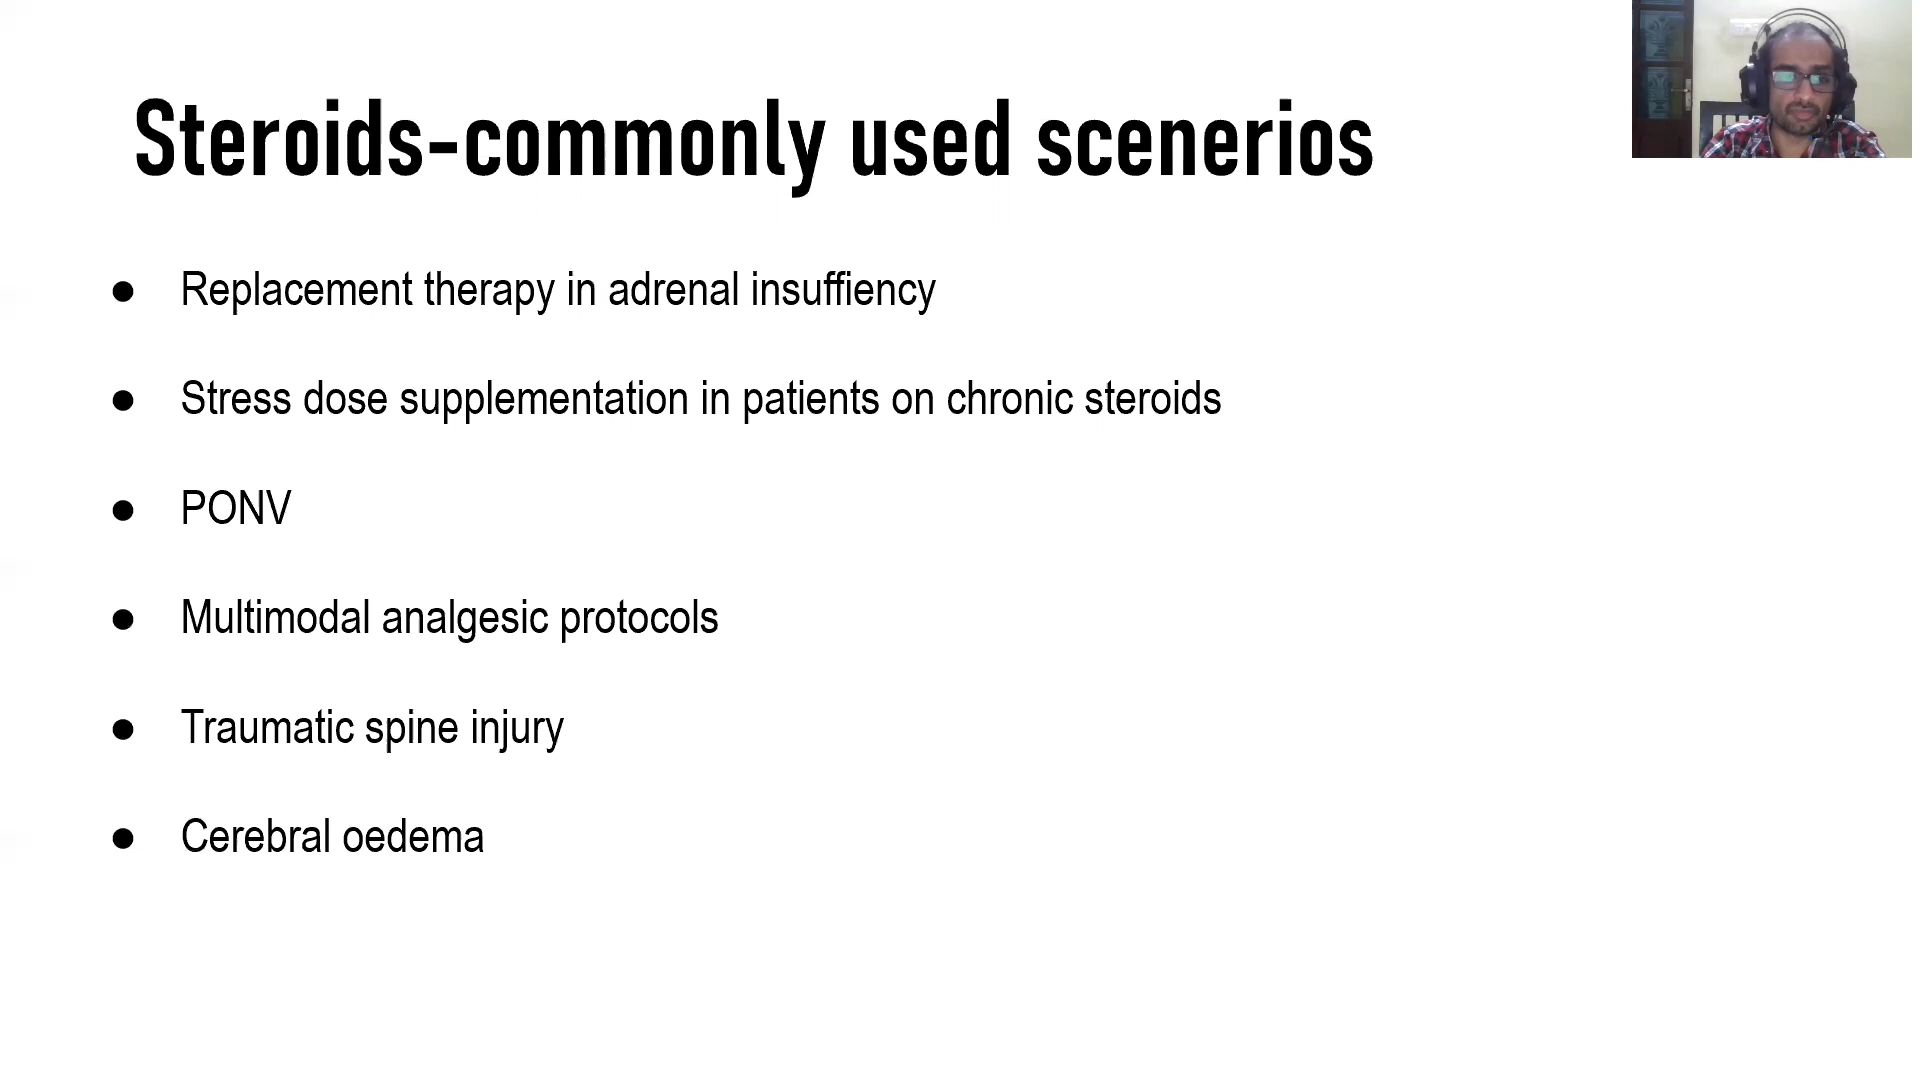 Steroids-commonly used scenerios
● Replacement therapy in adrenal insuffiency
● Stress dose supplementation in patients on chronic steroids
● PONV
● Multimodal analgesic protocols
● Traumatic spine injury
● Cerebral oedema